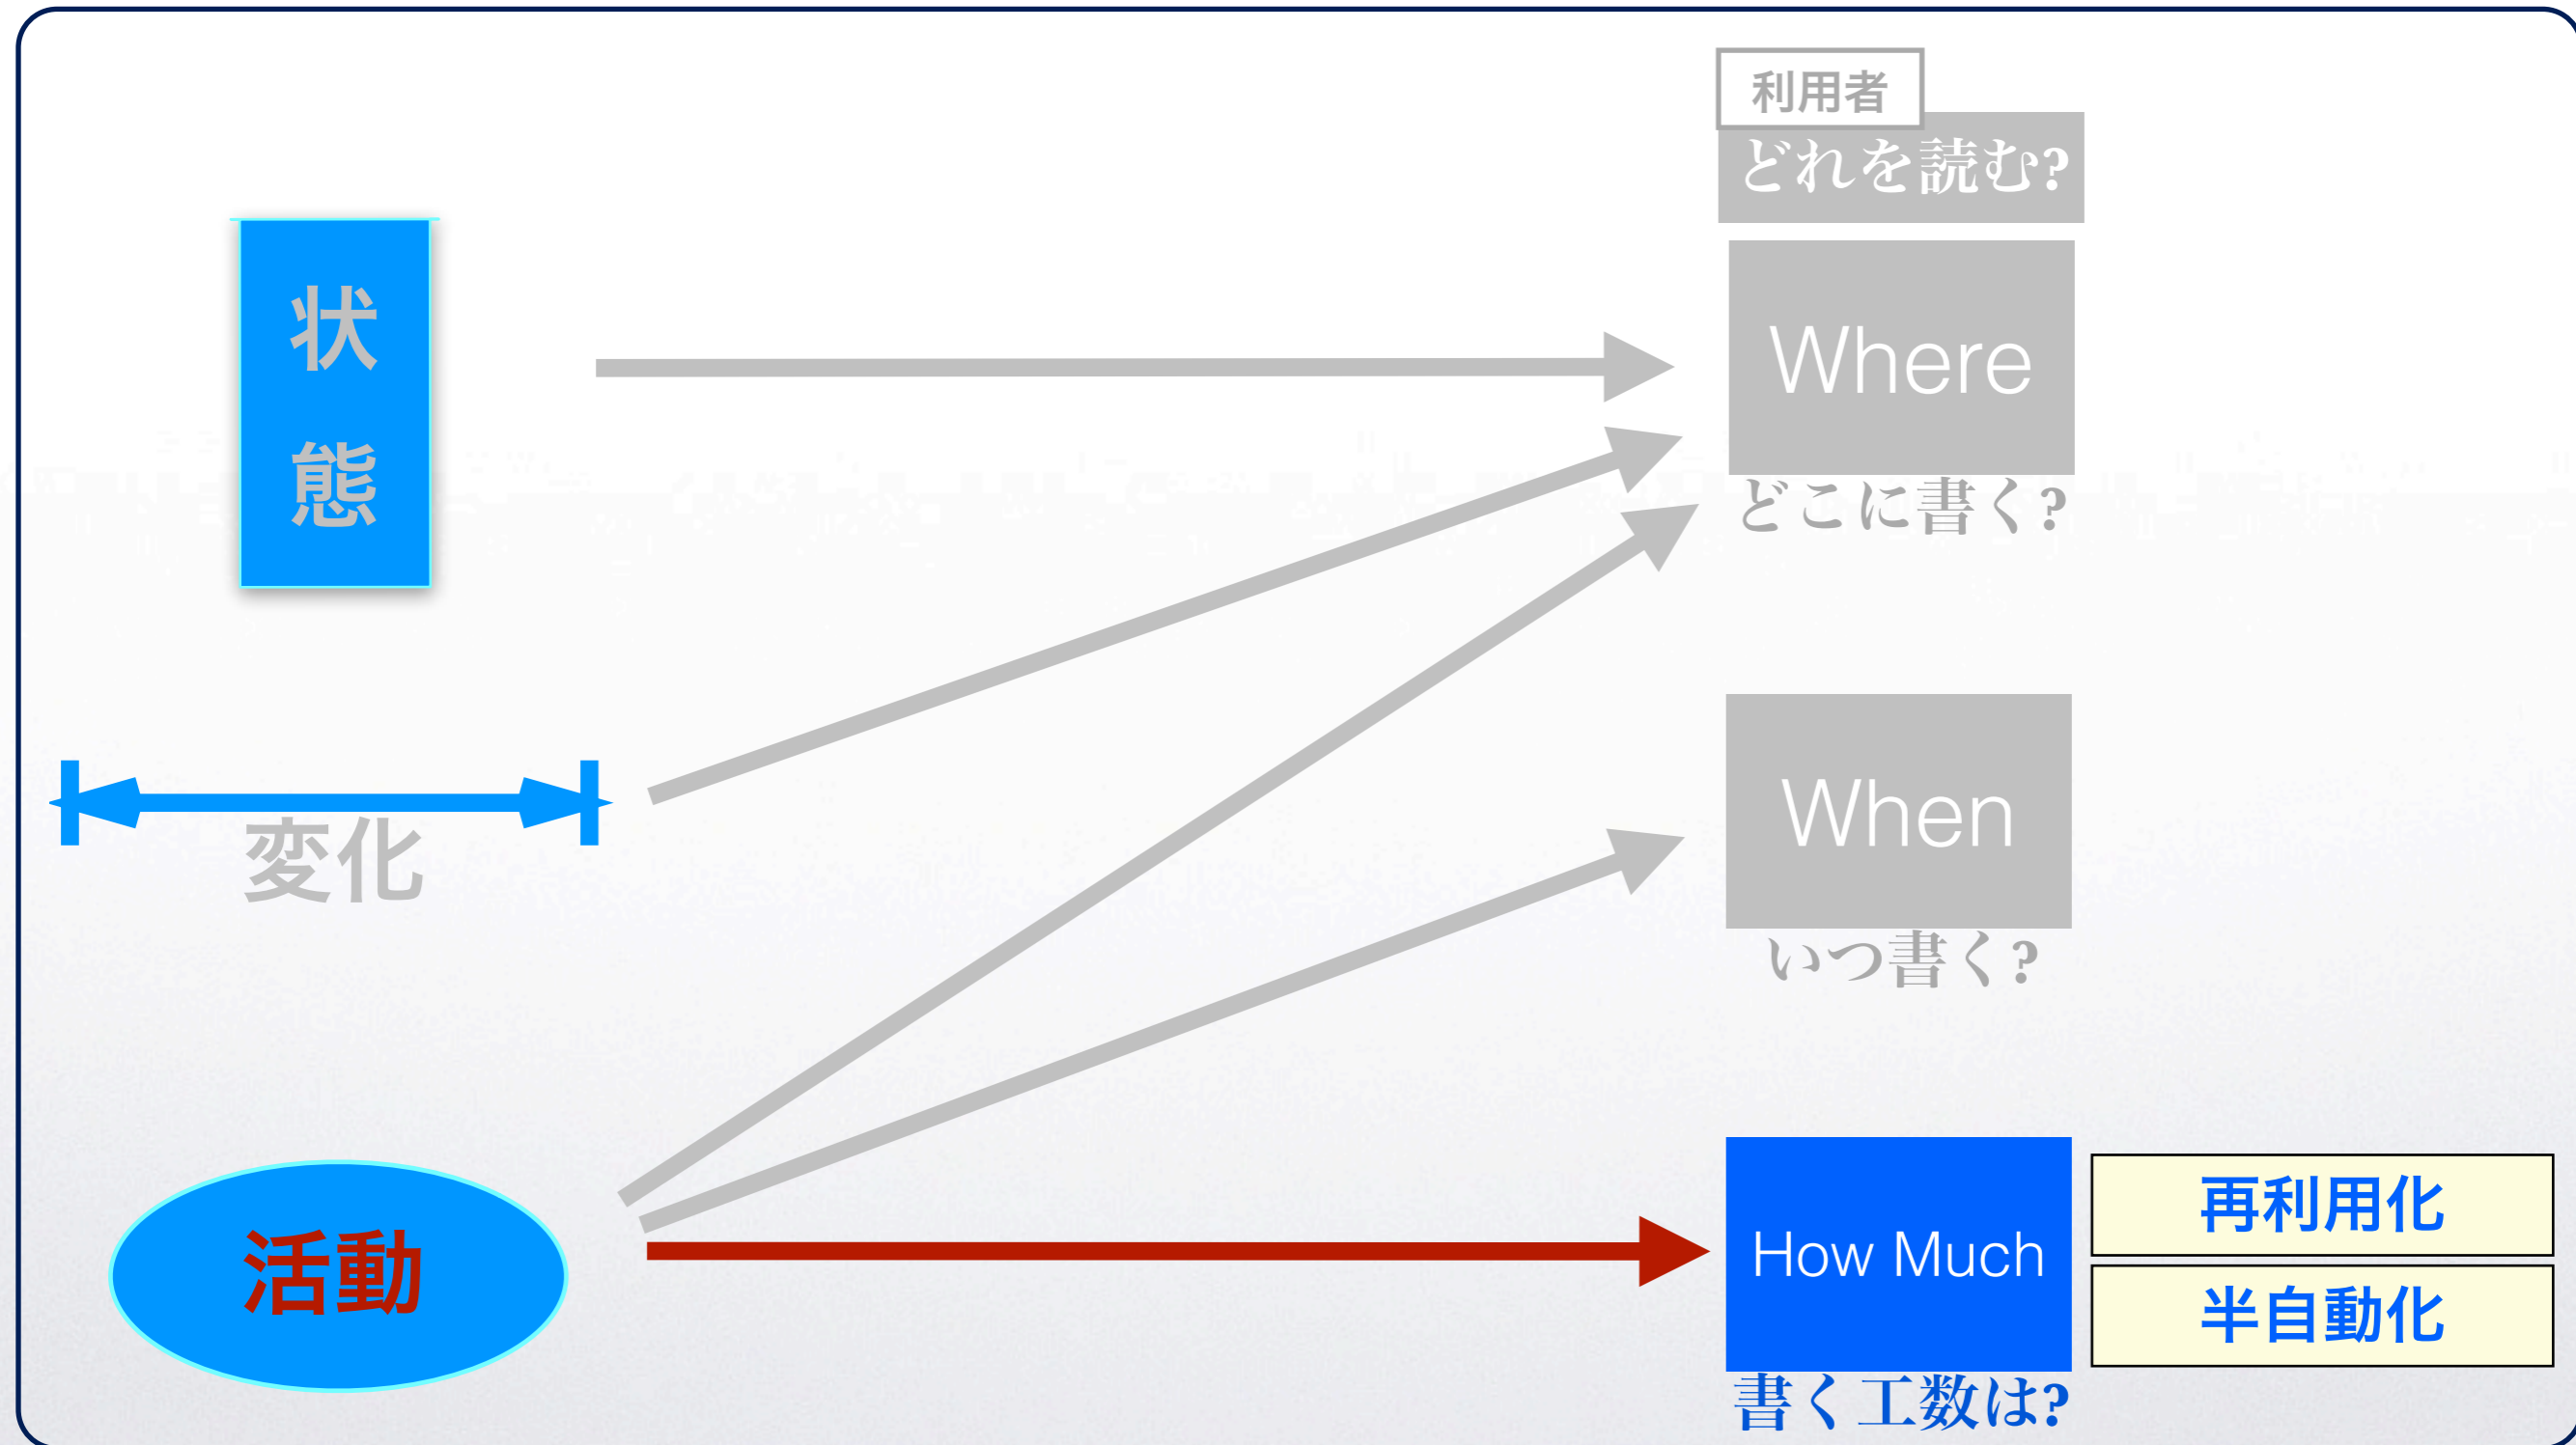 利用者
どれを読む?
状
態
Where
どこに書く?
変化
When
いつ書く?
活動
How Much
書く工数は?
再利用化
半自動化